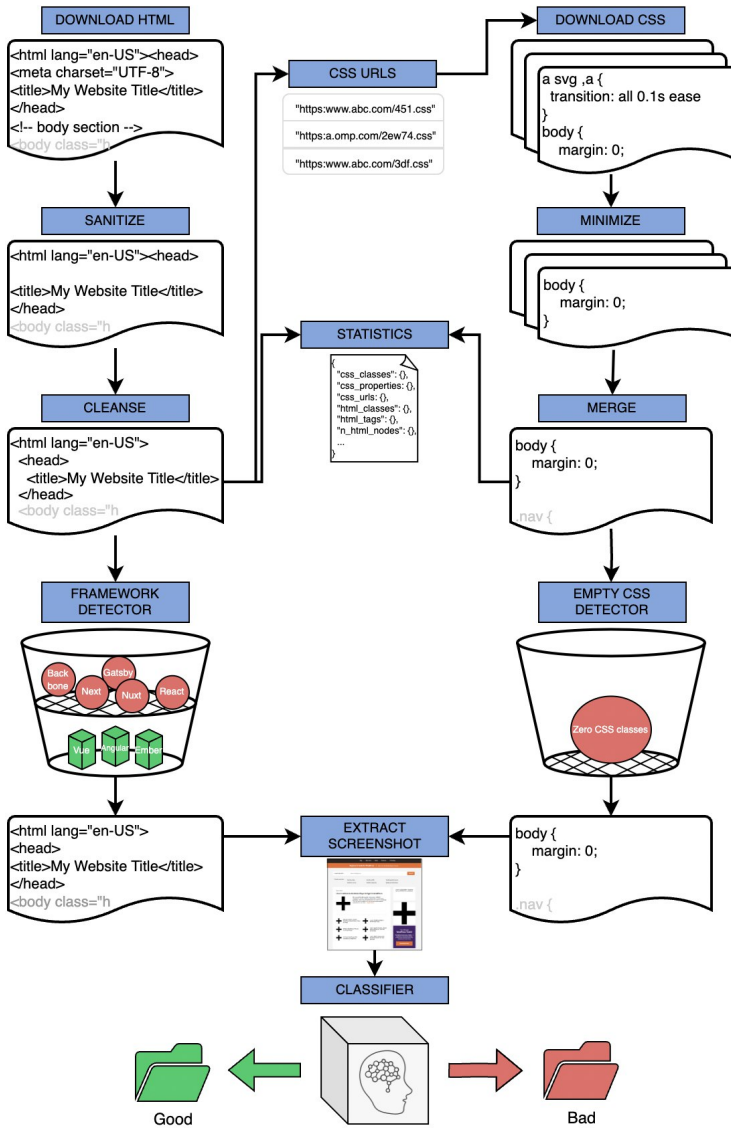 DOWNLOAD HTML
<html lang="en-US"><head>
<meta charset="UTF-8">
<title>My Website Title</title>
</head>
<!-- body section -->
<body class="h
SANITIZE
<html lang="en-US"><head>
<title>My Website Title</title>
</head>
<body class="h
CLEANSE
<html lang="en-US">
<head>
<title>My Website Title</title>
</head>
<body class="h
FRAMEWORK
DETECTOR
Back
bone
Gatsby
Next
Nuxt
React
Vue
Angular
Ember
<html lang="en-US">
<head>
<title>My Website Title</title>
</head>
<body class="h
CSS URLS
"https:www.abc.com/451.css"
"https:a.omp.com/2ew74.css"
"https:www.abc.com/3df.css"
STATISTICS
{
"css_classes": {},
"css_properties: {},
"css_urls: {},
"html_classes": {},
"html_tags": {},
"n_html_nodes": {},
...
}
DOWNLOAD CSS
a svg ,a {
transition: all 0.1s ease
}
body {
margin: 0;
MINIMIZE
body {
margin: 0;
}
MERGE
body {
margin: 0;
}
.nav {
EMPTY CSS
DETECTOR
Zero CSS classes
body {
margin: 0;
}
.nav {
EXTRACT
SCREENSHOT
CLASSIFIER
Good
Bad